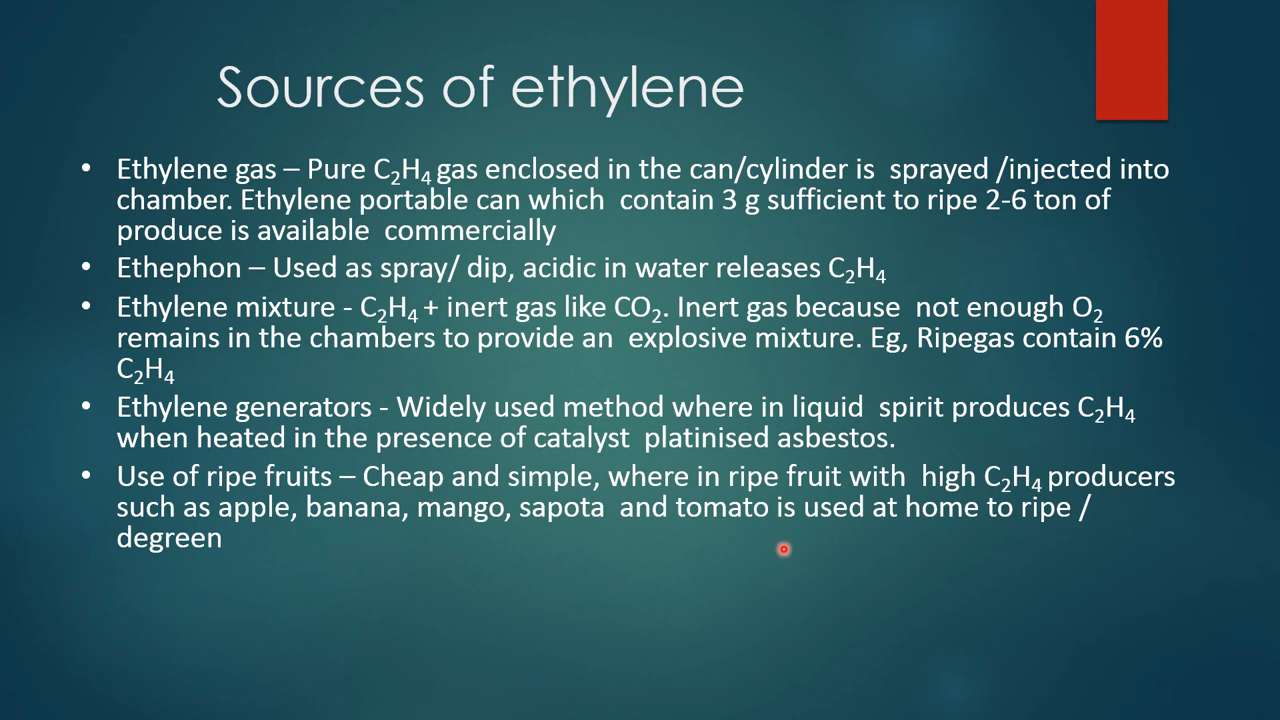 Sources of ethylene
• Ethylene gas – Pure C₂H₄ gas enclosed in the can/cylinder is sprayed /injected into
chamber. Ethylene portable can which contain 3 g sufficient to ripe 2-6 ton of
produce is available commercially
• Ethephon – Used as spray/ dip, acidic in water releases C₂H₄
• Ethylene mixture - C₂H₄ + inert gas like CO₂. Inert gas because not enough O₂
remains in the chambers to provide an explosive mixture. Eg, Ripegas contain 6%
C₂H₄
• Ethylene generators - Widely used method where in liquid spirit produces C₂H₄
when heated in the presence of catalyst platinised asbestos.
• Use of ripe fruits – Cheap and simple, where in ripe fruit with high C₂H₄ producers
such as apple, banana, mango, sapota and tomato is used at home to ripe /
degreen